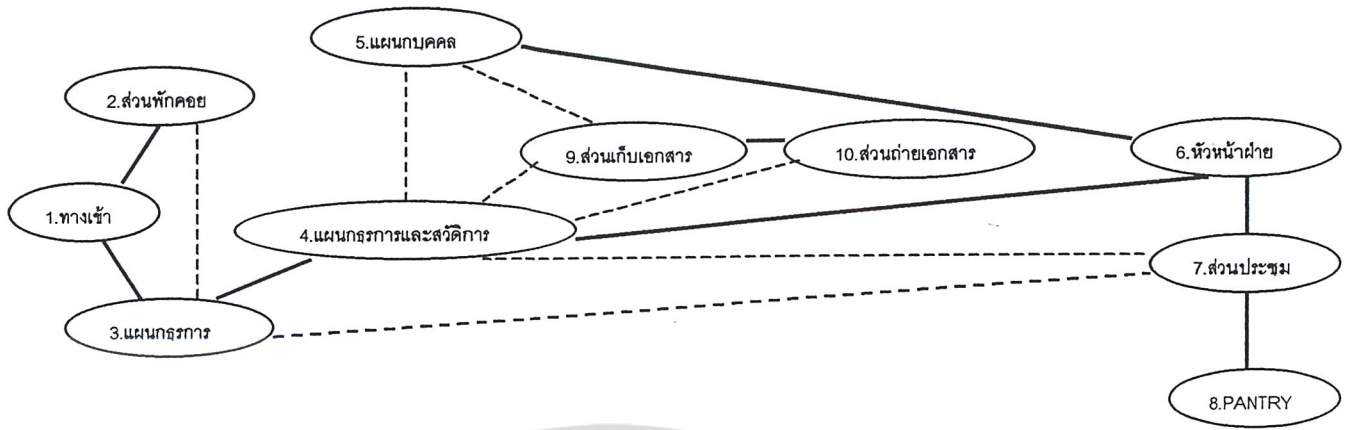 5.แผนกบุคคล
2.ส่วนพักคอย
9.ส่วนเก็บเอกสาร
10.ส่วนถ่ายเอกสาร
6.หัวหน้าฝ่าย
1.ทางเข้า
4.แผนกธรการและสวัดิการ
7.ส่วนประชุม
3.แผนกธรการ
8.PANTRY